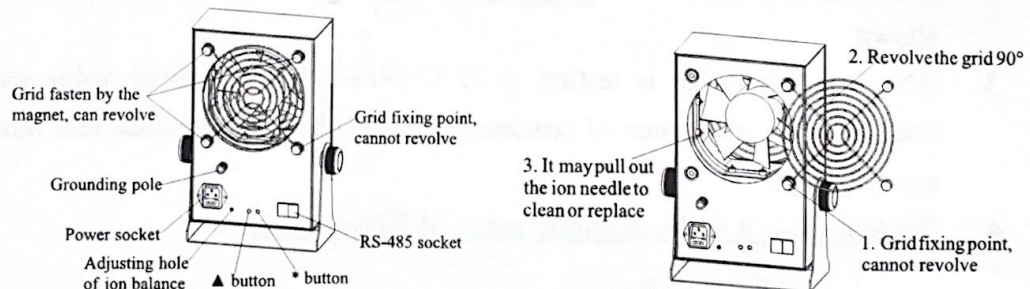 Grid fasten by the
magnet, can revolve
Grid fixing point,
cannot revolve
Grounding pole
Power socket
Adjusting hole
of ion balance
▲ button
* button
RS-485 socket
2. Revolve the grid 90°
3. It may pull out
the ion needle to
clean or replace
1. Grid fixing point,
cannot revolve